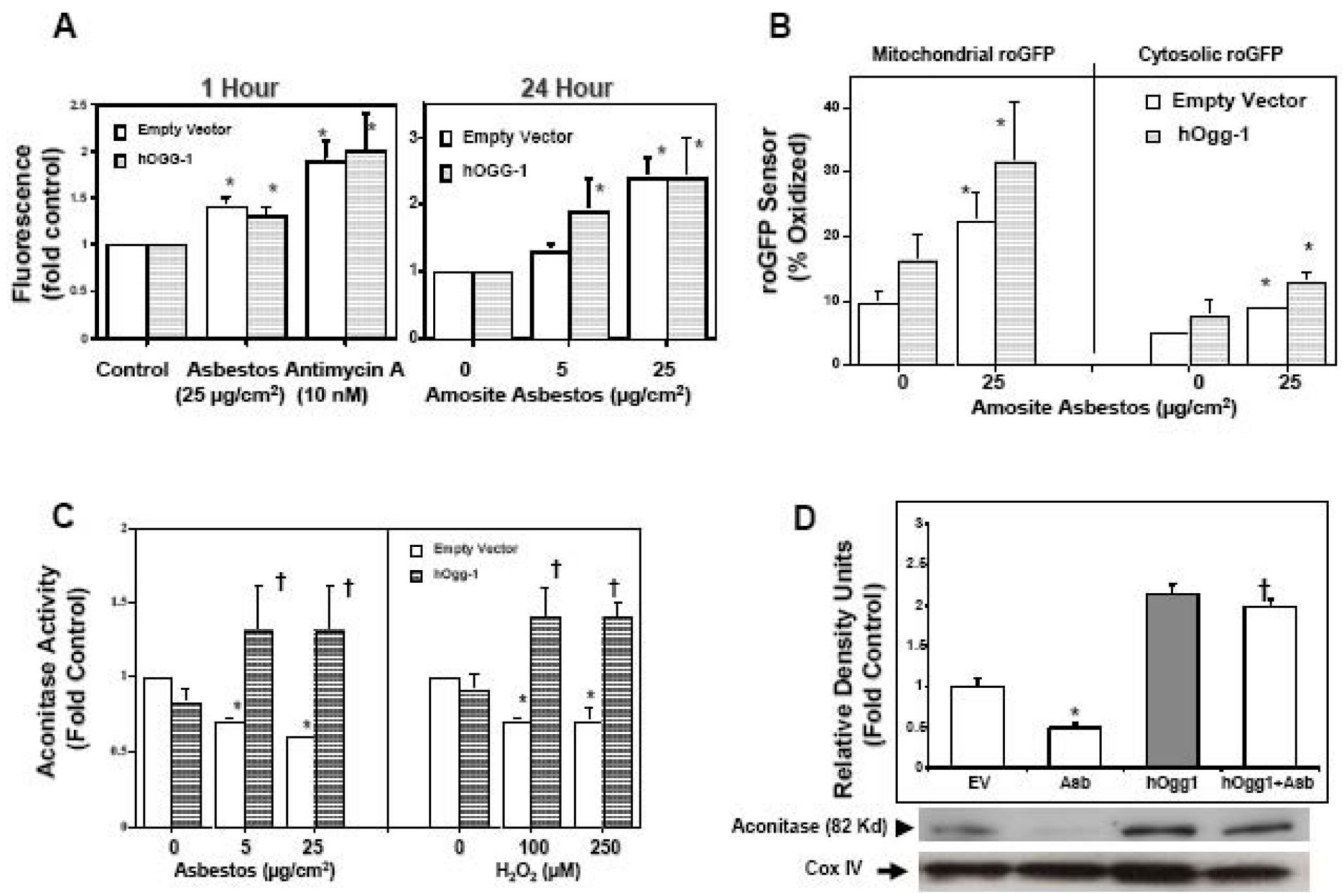 A
1 Hour
24 Hour
Fluorescence
(fold control)
2.5
2
1.5
1
0.5
0
Empty Vector
hOGG-1
*
*
*
*
Control
Asbestos
(25 µg/cm²)
Antimycin A
(10 nM)
3
2
1
0
Empty Vector
hOGG-1
*
*
*
0
5
25
Amosite Asbestos (µg/cm²)
B
Mitochondrial roGFP
Cytosolic roGFP
roGFP Sensor
(% Oxidized)
40
30
20
10
0
Empty Vector
hOgg-1
*
*
*
*
0
25
0
25
Amosite Asbestos (µg/cm²)
C
Aconitase Activity
(Fold Control)
2
1.5
1
0.5
0
Empty Vector
hOgg-1
†
†
†
†
*
*
*
*
0
5
25
Asbestos (µg/cm²)
0
100
250
H₂O₂ (µM)
D
Relative Density Units
(Fold Control)
3
2.5
2
1.5
1
0.5
0
*
†
EV
Asb
hOgg1
hOgg1+Asb
Aconitase (82 Kd)
Cox IV